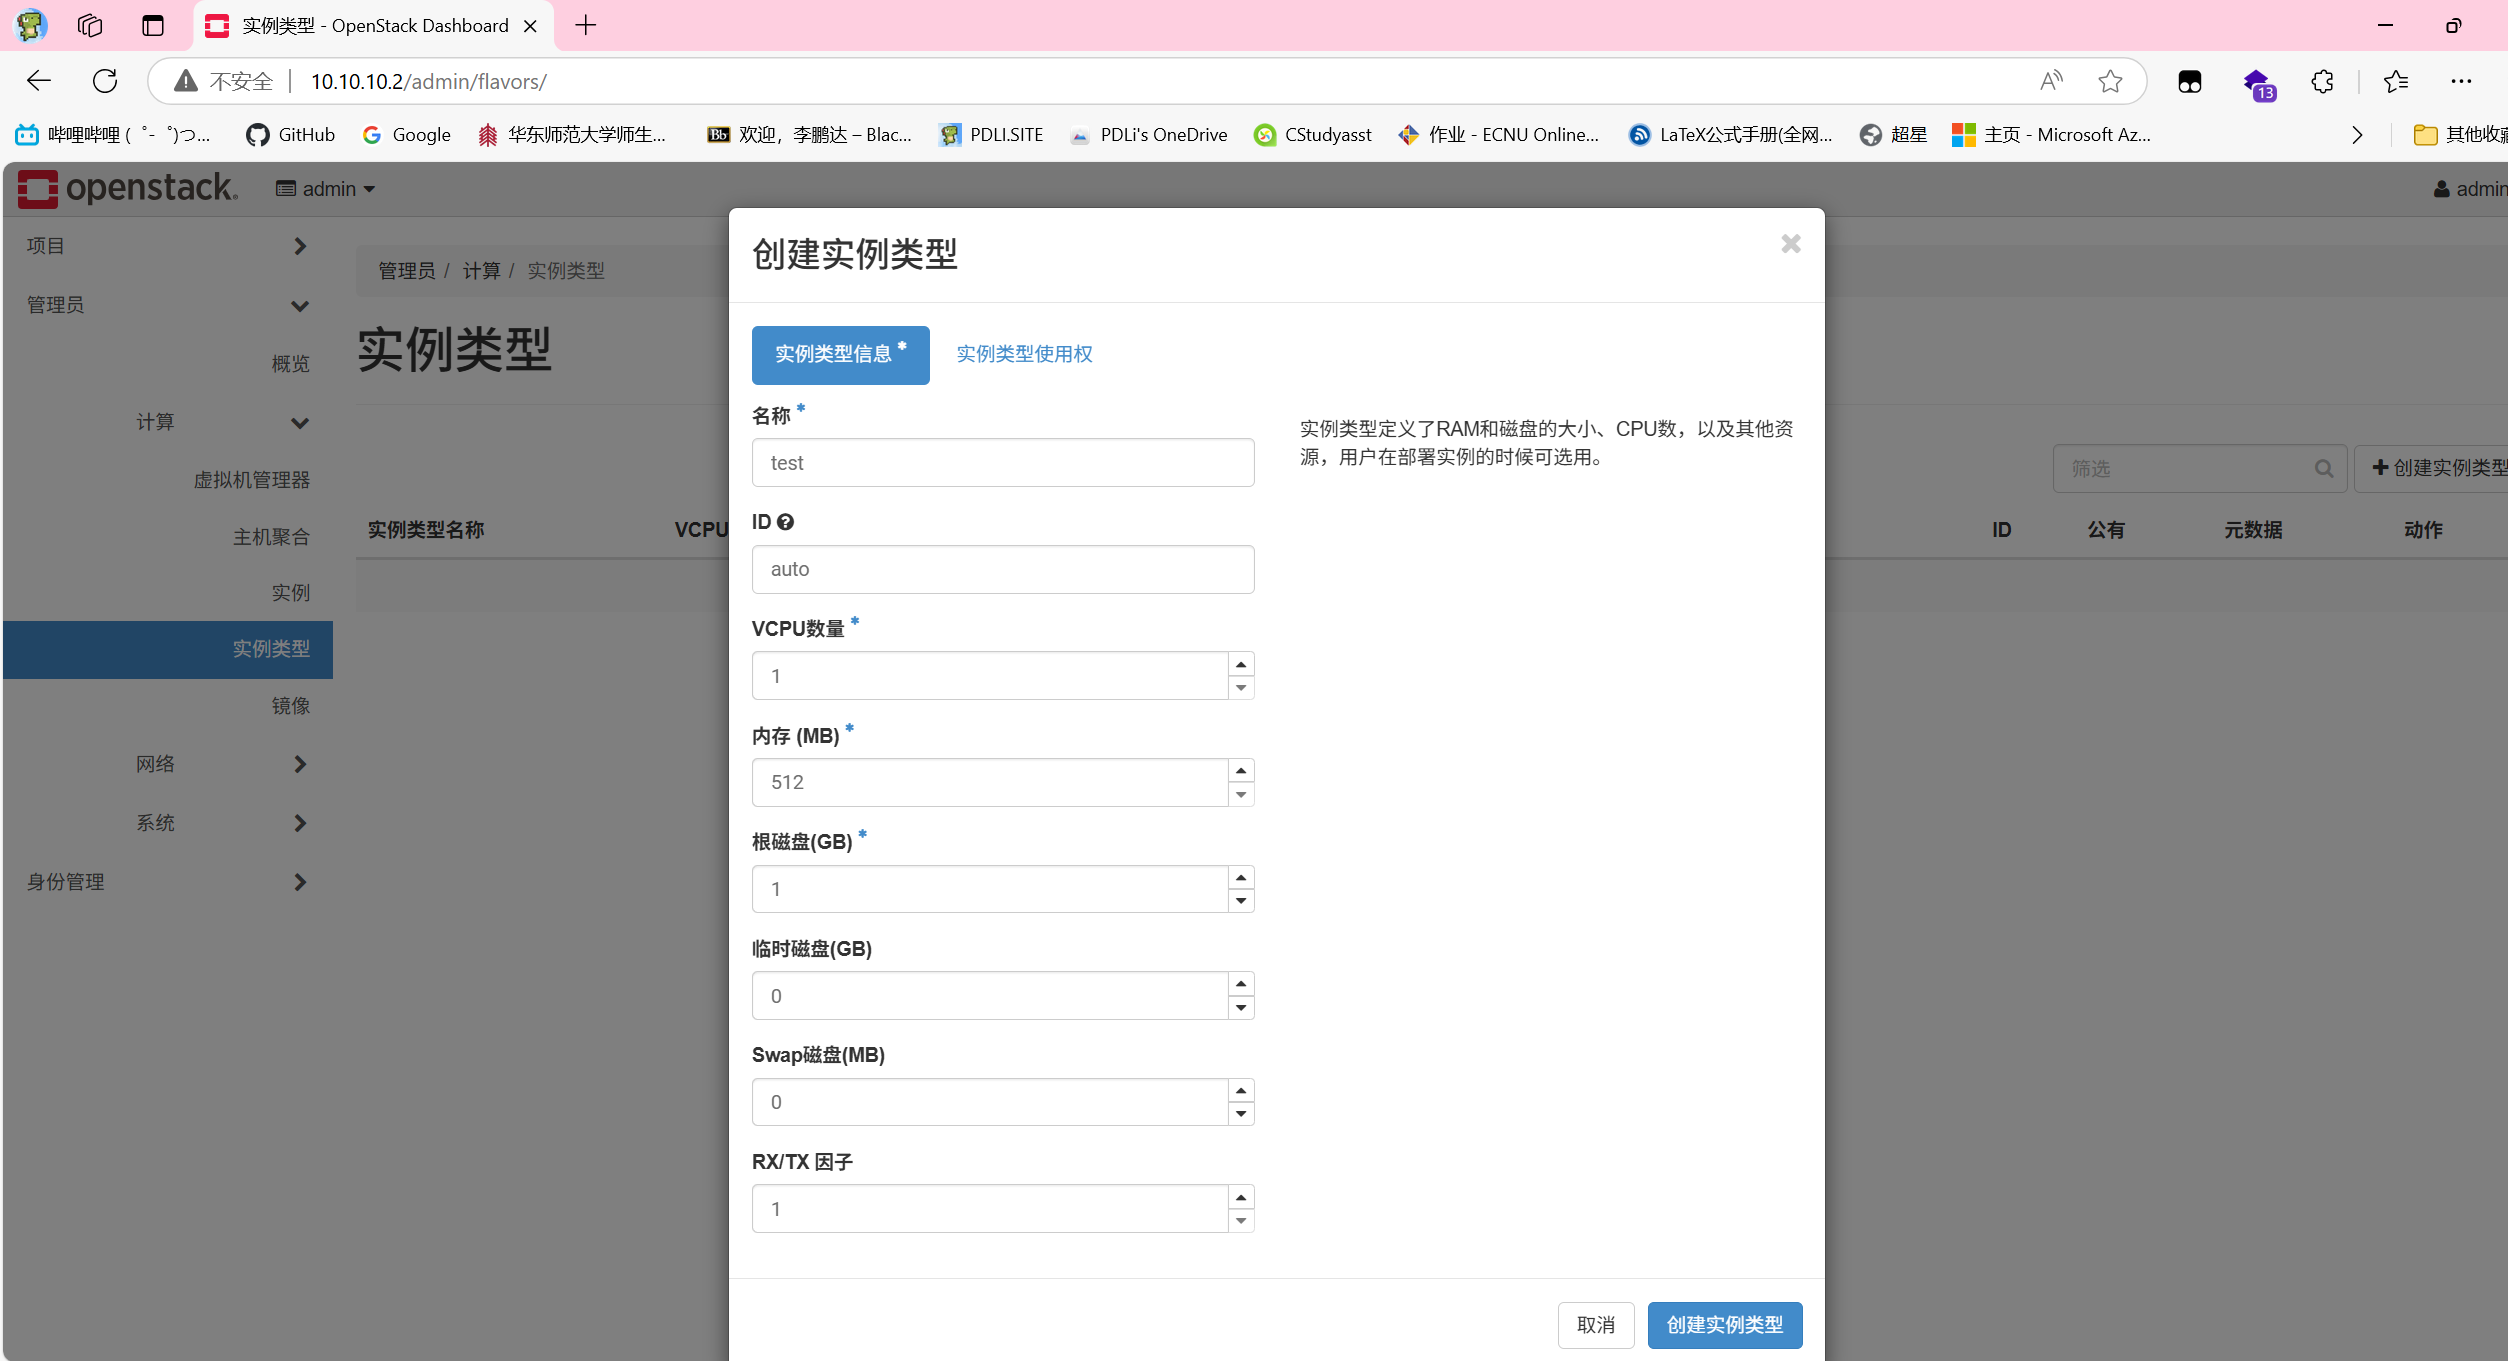 实例类型 - OpenStack Dashboard
不安全 10.10.10.2/admin/flavors/
13
哔哩哔哩 (゜-゜)つ... GitHub Google 华东师范大学师生... Bb 欢迎，李鹏达 – Blac... PDLI.SITE PDLi's OneDrive CStudyasst 作业 - ECNU Online... LaTeX公式手册(全网... 超星 主页 - Microsoft Az... 其他收藏
openstack. admin admin
项目
管理员
概览
计算
虚拟机管理器
主机聚合
实例
实例类型
镜像
网络
系统
身份管理
管理员 / 计算 / 实例类型
实例类型
筛选 创建实例类型
实例类型名称 VCPU ID 公有 元数据 动作
创建实例类型
实例类型信息 * 实例类型使用权
名称 *
test
ID
auto
VCPU数量 *
1
内存 (MB) *
512
根磁盘(GB) *
1
临时磁盘(GB)
0
Swap磁盘(MB)
0
RX/TX 因子
1
实例类型定义了RAM和磁盘的大小、CPU数，以及其他资
源，用户在部署实例的时候可选用。
取消 创建实例类型